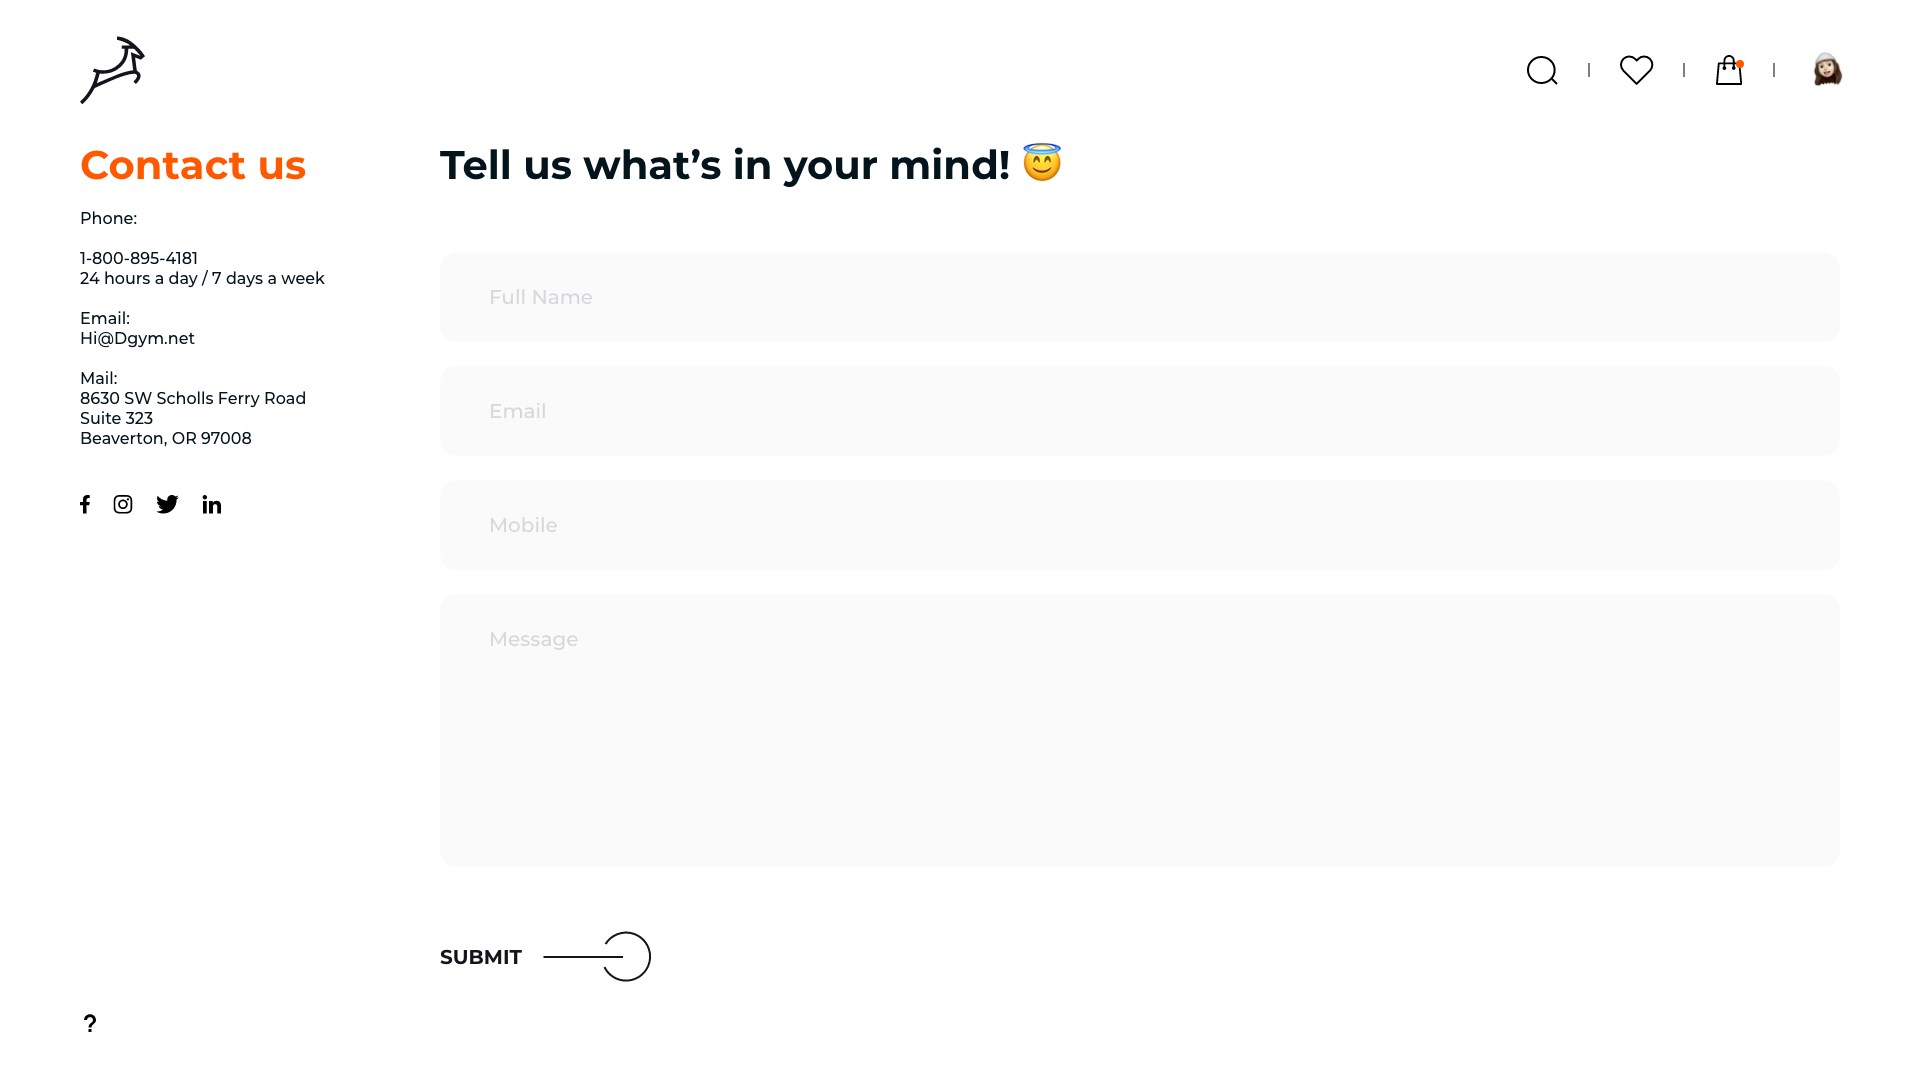 Contact us
Phone:
1-800-895-4181
24 hours a day / 7 days a week
Email:
Hi@Dgym.net
Mail:
8630 SW Scholls Ferry Road
Suite 323
Beaverton, OR 97008
Tell us what’s in your mind! 😇
Full Name
Email
Mobile
Message
SUBMIT
?